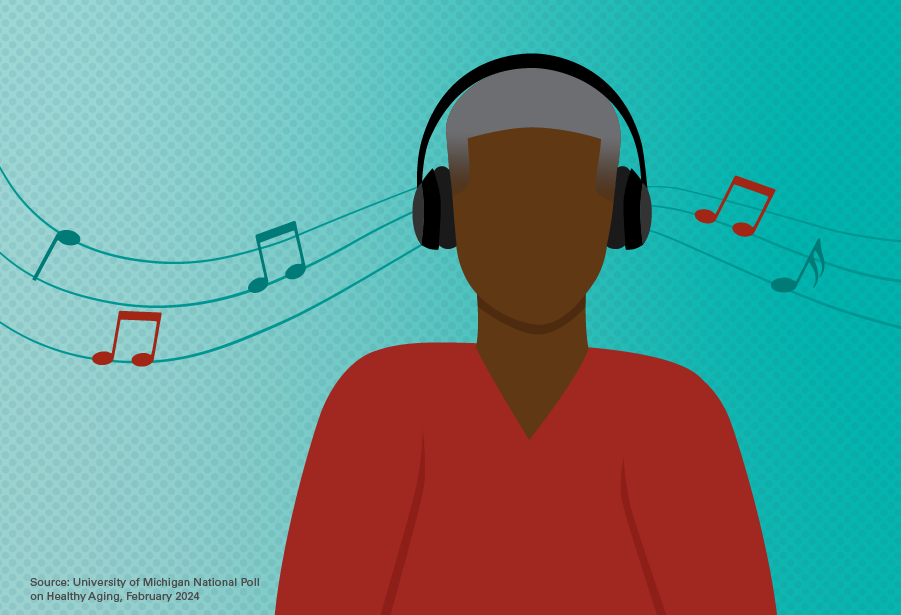 Source: University of Michigan National Poll
on Healthy Aging, February 2024